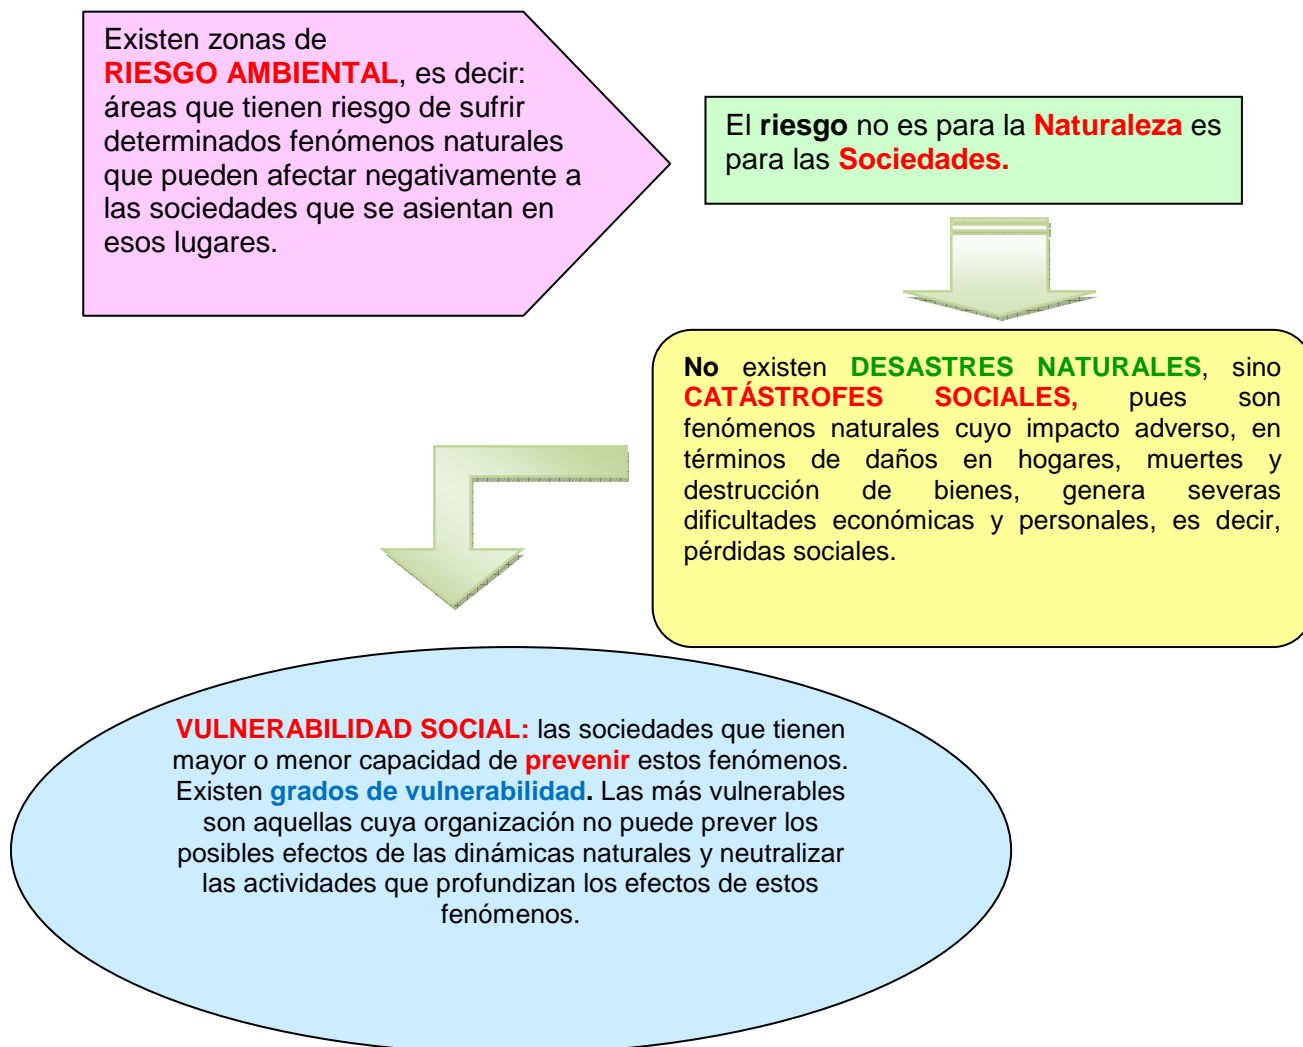 Existen zonas de
RIESGO AMBIENTAL, es decir:
áreas que tienen riesgo de sufrir
determinados fenómenos naturales
que pueden afectar negativamente a
las sociedades que se asientan en
esos lugares.
El riesgo no es para la Naturaleza es
para las Sociedades.
No existen DESASTRES NATURALES, sino
CATÁSTROFES SOCIALES, pues son
fenómenos naturales cuyo impacto adverso, en
términos de daños en hogares, muertes y
destrucción de bienes, genera severas
dificultades económicas y personales, es decir,
pérdidas sociales.
VULNERABILIDAD SOCIAL: las sociedades que tienen
mayor o menor capacidad de prevenir estos fenómenos.
Existen grados de vulnerabilidad. Las más vulnerables
son aquellas cuya organización no puede prever los
posibles efectos de las dinámicas naturales y neutralizar
las actividades que profundizan los efectos de estos
fenómenos.